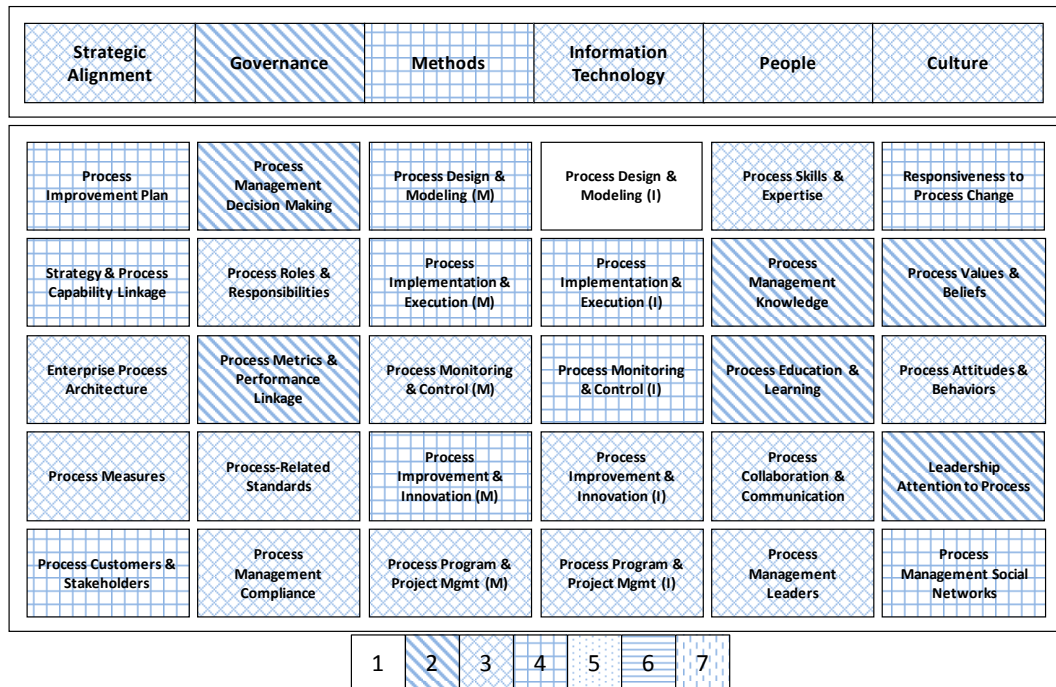 Strategic
Alignment
Governance
Methods
Information
Technology
People
Culture
Process
Improvement Plan
Process
Management
Decision Making
Process Design &
Modeling (M)
Process Design &
Modeling (I)
Process Skills &
Expertise
Responsiveness to
Process Change
Strategy & Process
Capability Linkage
Process Roles &
Responsibilities
Process
Implementation &
Execution (M)
Process
Implementation &
Execution (I)
Process
Management
Knowledge
Process Values &
Beliefs
Enterprise Process
Architecture
Process Metrics &
Performance
Linkage
Process Monitoring
& Control (M)
Process Monitoring
& Control (I)
Process Education &
Learning
Process Attitudes &
Behaviors
Process Measures
Process-Related
Standards
Process
Improvement &
Innovation (M)
Process
Improvement &
Innovation (I)
Process
Collaboration &
Communication
Leadership
Attention to Process
Process Customers &
Stakeholders
Process
Management
Compliance
Process Program &
Project Mgmt (M)
Process Program &
Project Mgmt (I)
Process
Management
Leaders
Process
Management Social
Networks
1 2 3 4 5 6 7